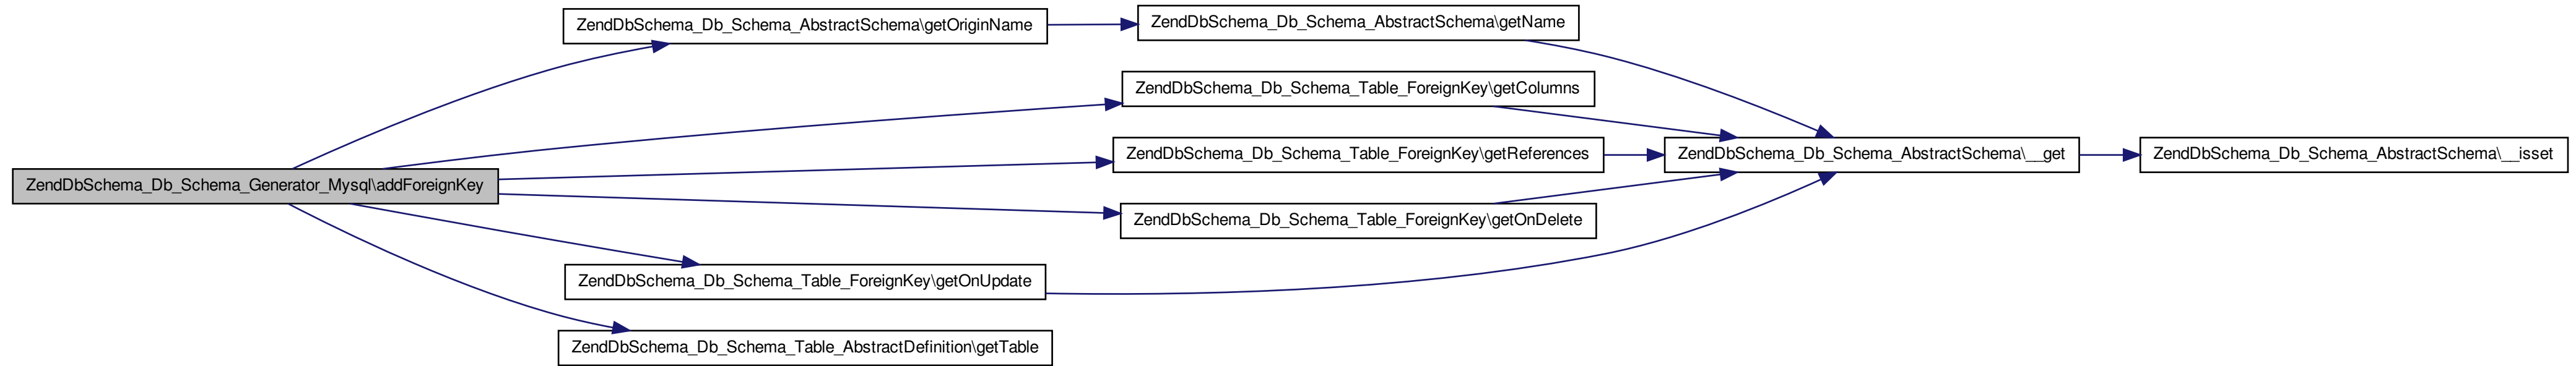 ZendDbSchema_Db_Schema_Generator_Mysql\addForeignKey
ZendDbSchema_Db_Schema_AbstractSchema\getOriginName
ZendDbSchema_Db_Schema_AbstractSchema\getName
ZendDbSchema_Db_Schema_Table_ForeignKey\getColumns
ZendDbSchema_Db_Schema_Table_ForeignKey\getReferences
ZendDbSchema_Db_Schema_Table_ForeignKey\getOnDelete
ZendDbSchema_Db_Schema_Table_ForeignKey\getOnUpdate
ZendDbSchema_Db_Schema_Table_AbstractDefinition\getTable
ZendDbSchema_Db_Schema_AbstractSchema\__get
ZendDbSchema_Db_Schema_AbstractSchema\__isset